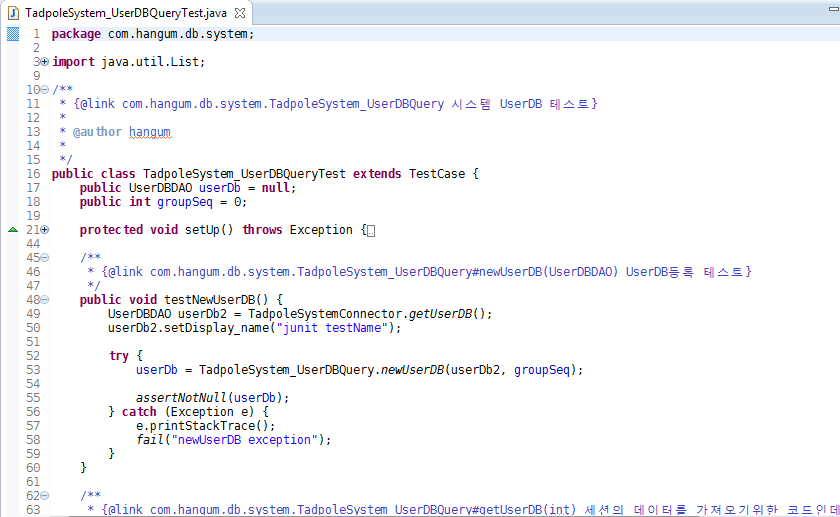 TadpoleSystem_UserDBQueryTest.java
1 package com.hangum.db.system;
2
3 import java.util.List;
9
10 /**
11 * {@link com.hangum.db.system.TadpoleSystem_UserDBQuery 시스템 UserDB 테스트}
12 *
13 * @author hangum
14 *
15 */
16 public class TadpoleSystem_UserDBQueryTest extends TestCase {
17 public UserDBDAO userDb = null;
18 public int groupSeq = 0;
19
21 protected void setUp() throws Exception {
44
45 /**
46 * {@link com.hangum.db.system.TadpoleSystem_UserDBQuery#newUserDB(UserDBDAO) UserDB등록 테스트}
47 */
48 public void testNewUserDB() {
49 UserDBDAO userDb2 = TadpoleSystemConnector.getUserDB();
50 userDb2.setDisplay_name("junit testName");
51
52 try {
53 userDb = TadpoleSystem_UserDBQuery.newUserDB(userDb2, groupSeq);
54
55 assertNotNull(userDb);
56 } catch (Exception e) {
57 e.printStackTrace();
58 fail("newUserDB exception");
59 }
60 }
61
62 /**
63 * {@link com.hangum.db.system.TadpoleSystem_UserDBQuery#getUserDB(int) 세션의 데이터를 가져오기위한 코드인데